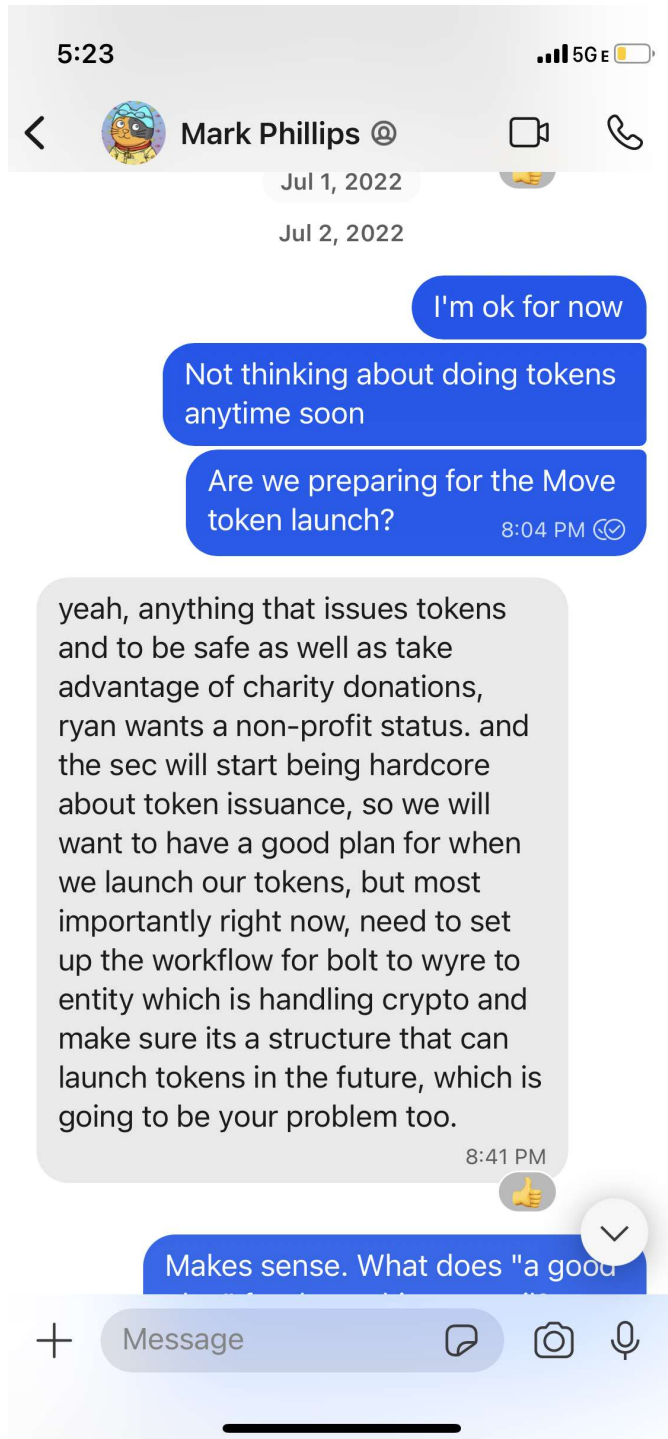 5:23
5G E
Mark Phillips
Jul 1, 2022
Jul 2, 2022
I'm ok for now
Not thinking about doing tokens
anytime soon
Are we preparing for the Move
token launch?
8:04 PM
yeah, anything that issues tokens
and to be safe as well as take
advantage of charity donations,
ryan wants a non-profit status. and
the sec will start being hardcore
about token issuance, so we will
want to have a good plan for when
we launch our tokens, but most
importantly right now, need to set
up the workflow for bolt to wyre to
entity which is handling crypto and
make sure its a structure that can
launch tokens in the future, which is
going to be your problem too.
8:41 PM
Makes sense. What does "a good
Message